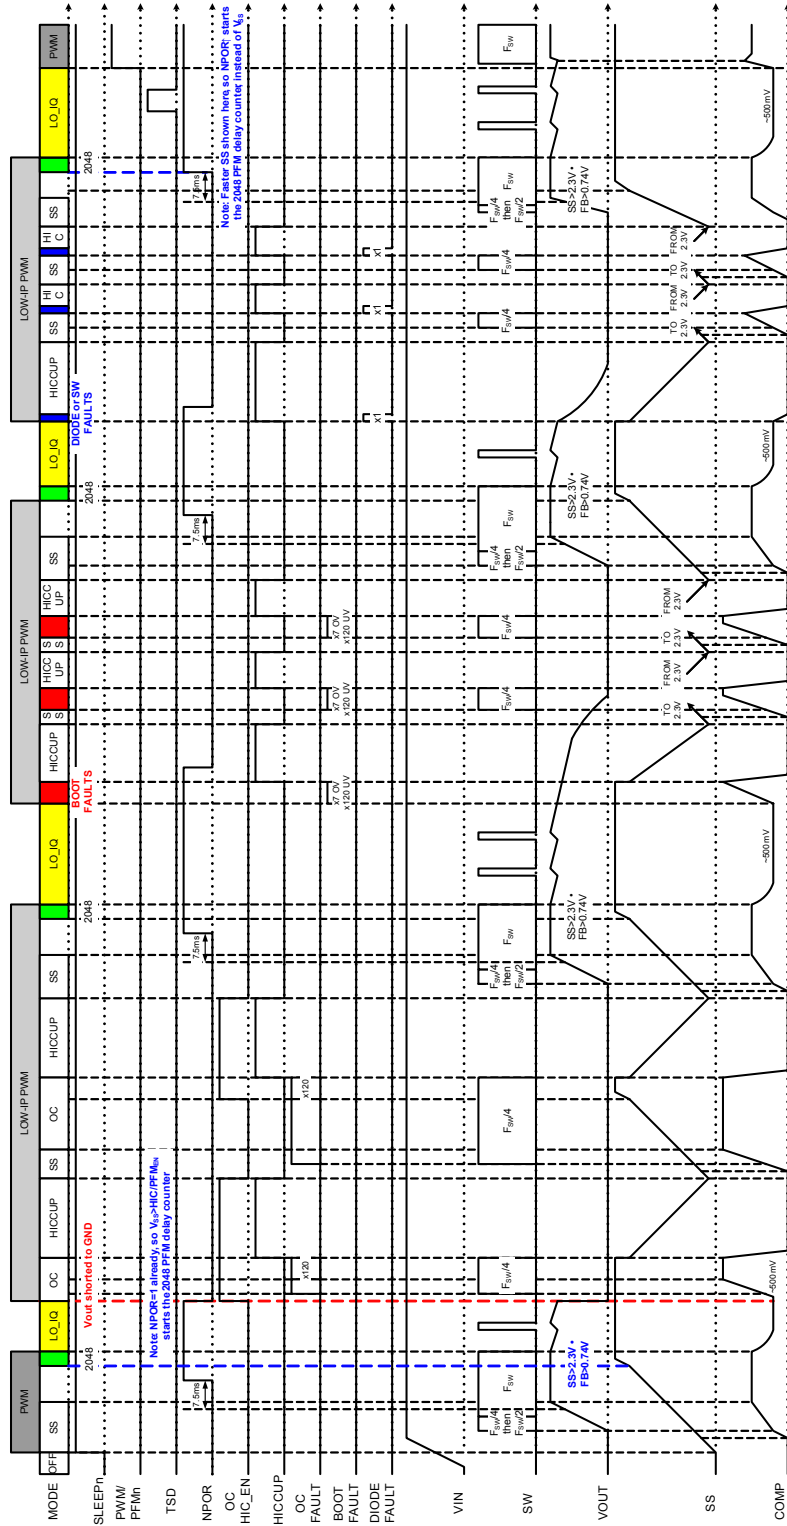 PWM
LOW-IP PWM
LOW-IP PWM
LOW-IP PWM
MODE
OFF
SS
LO_IQ
OC
HICCUP
SS
OC
HICCUP
SS
LO_IQ
HICCUP
S
S
HICC
UP
S
S
HICC
UP
SS
LO_IQ
HICCUP
SS
HI
C
SS
HI
C
SS
LO_IQ
PWM
SLEEPn
2048
Vout shorted to GND
2048
BOOT
FAULTS
2048
DIODE or SW
FAULTS
2048
PWM/
PFMn
TSD
Note: NPOR=1 already, so VSS>HIC/PFMEN
starts the 2048 PFM delay counter
NPOR
7.5ms
7.5ms
7.5ms
7.5ms
Note: Faster SS shown here, so NPOR↑ starts
the 2048 PFM delay counter instead of VSS
OC
HIC_EN
HICCUP
OC
FAULT
x120
x120
BOOT
FAULT
x7 OV
x120 UV
x7 OV
x120 UV
x7 OV
x120 UV
DIODE
FAULT
x1
x1
x1
VIN
SW
FSW/4
then
FSW/2
FSW
FSW/4
FSW/4
FSW/4
then
FSW/2
FSW
FSW/4
FSW/4
FSW/4
then
FSW/2
FSW
FSW/4
FSW/4
FSW/4
then
FSW/2
FSW
FSW
VOUT
SS>2.3V •
FB>0.74V
SS>2.3V •
FB>0.74V
SS>2.3V •
FB>0.74V
SS>2.3V •
FB>0.74V
SS
TO
2.3V
FROM
2.3V
TO
2.3V
FROM
2.3V
TO
2.3V
FROM
2.3V
TO
2.3V
FROM
2.3V
COMP
~500mV
~500mV
~500mV
~500mV